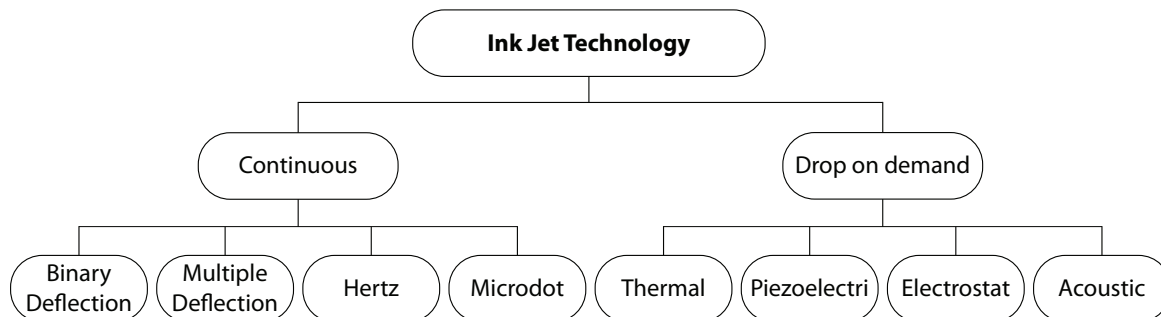 Ink Jet Technology
Continuous
Drop on demand
Binary
Deflection
Multiple
Deflection
Hertz
Microdot
Thermal
Piezoelectri
Electrostat
Acoustic